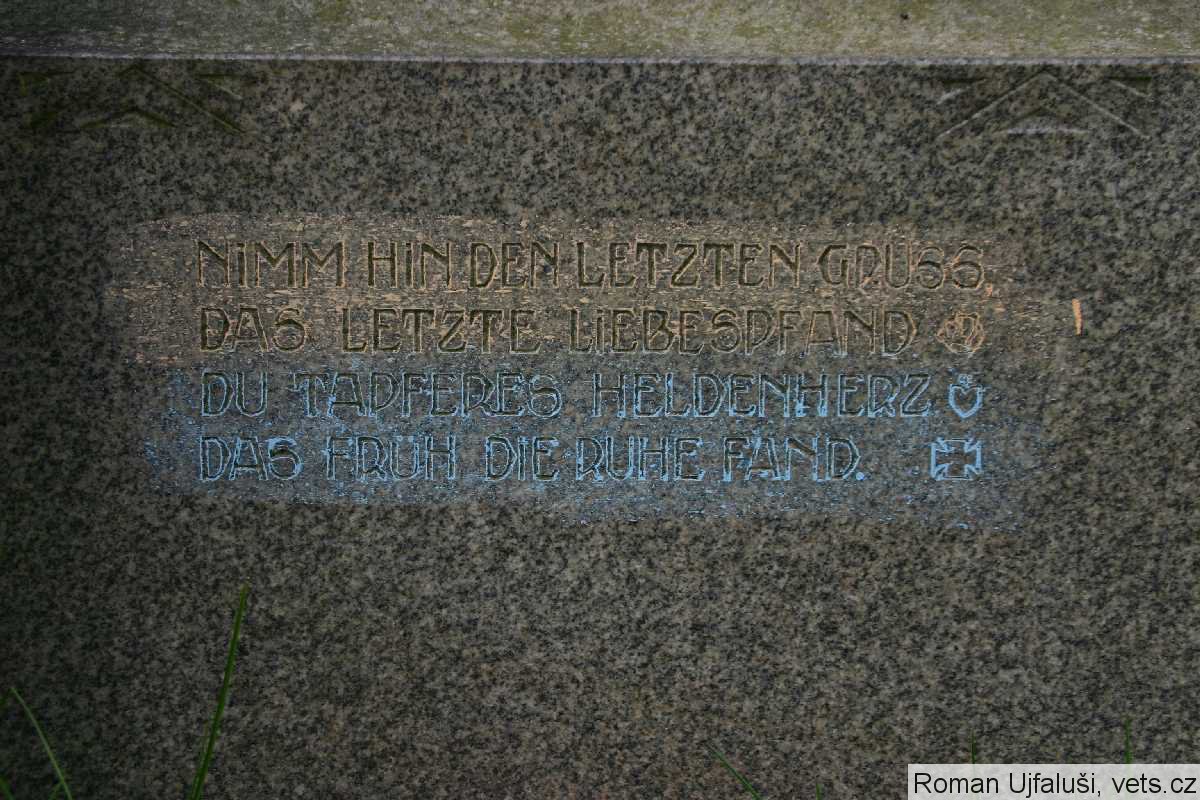 NIMM HIN DEN LETZTEN GRUSS,
DAS LETZTE LIEBESPFAND
DU TAPFERES HELDENHERZ
DAS FRÜH DIE RUHE FAND.
Roman Ujfaluši, vets.cz